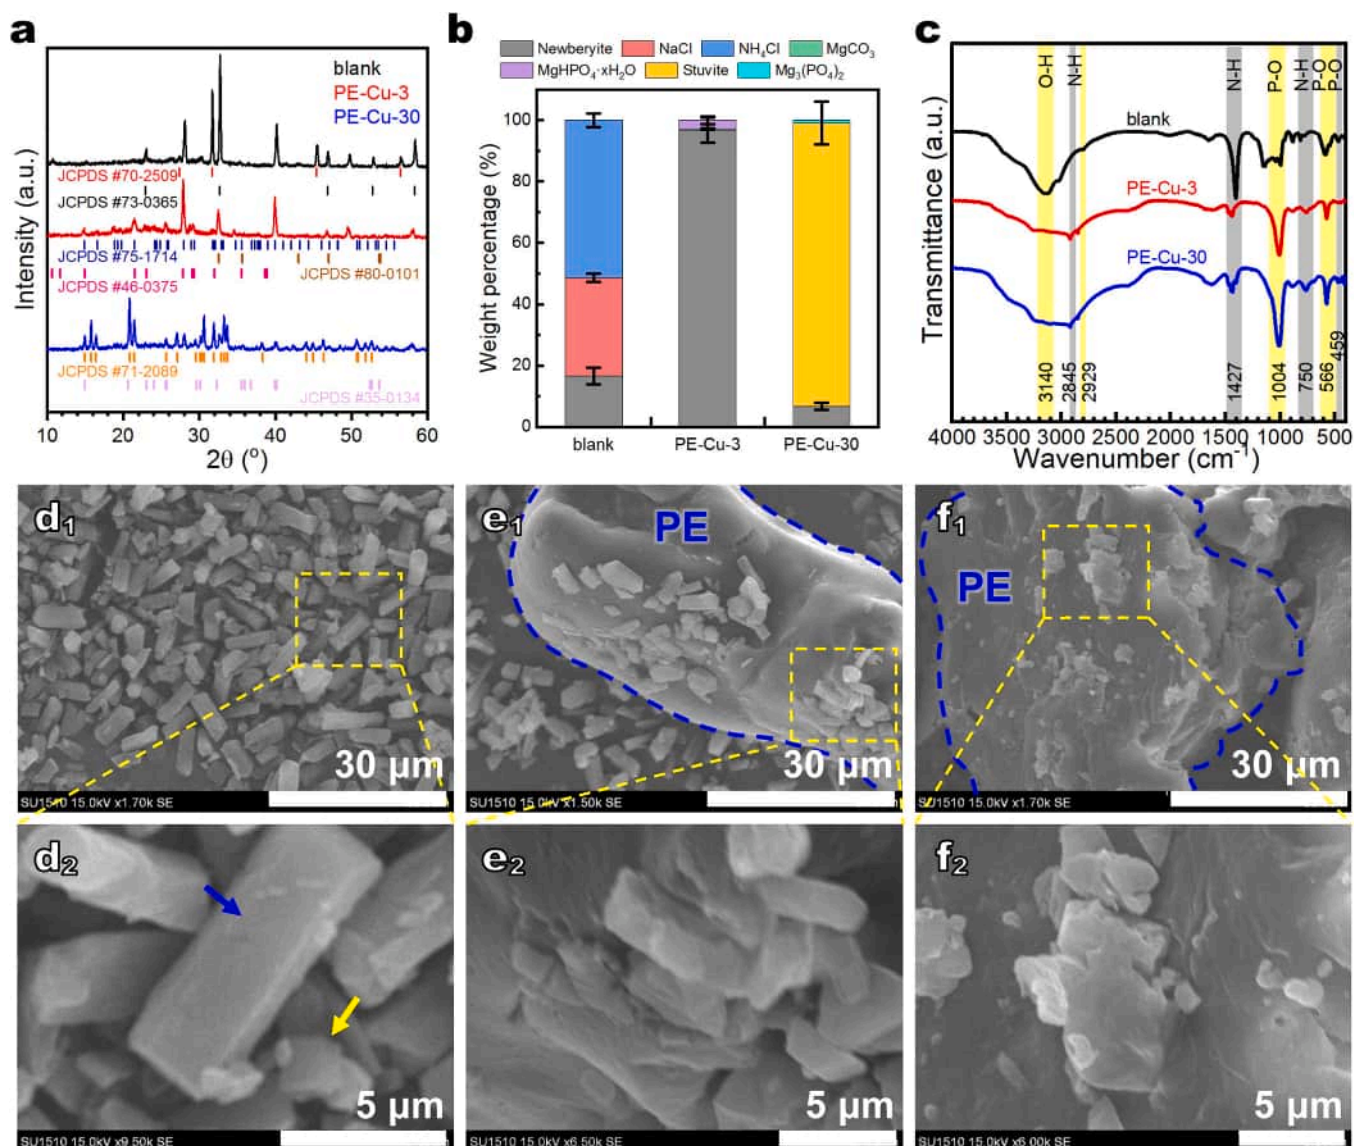 a
blank
PE-Cu-3
PE-Cu-30
JCPDS #70-2509
JCPDS #73-0365
JCPDS #75-1714
JCPDS #80-0101
JCPDS #46-0375
JCPDS #71-2089
JCPDS #35-0134
Intensity (a.u.)
10 20 30 40 50 60
2θ (°)
b
Newberyite NaCl NH4Cl MgCO3
MgHPO4·xH2O Stuvite Mg3(PO4)2
Weight percentage (%)
100
80
60
40
20
0
blank PE-Cu-3 PE-Cu-30
c
O-H N-H N-H P-O N-H P-O P-O
blank
PE-Cu-3
PE-Cu-30
3140 2845 2929 1427 1004 750 566 459
Transmittance (a.u.)
4000 3500 3000 2500 2000 1500 1000 500
Wavenumber (cm-1)
d1
30 µm
SU1510 15.0kV x1.70k SE
e1
PE
30 µm
SU1510 15.0kV x1.50k SE
f1
PE
30 µm
SU1510 15.0kV x1.70k SE
d2
5 µm
SU1510 15.0kV x9.50k SE
e2
5 µm
SU1510 15.0kV x6.50k SE
f2
5 µm
SU1510 15.0kV x6.00k SE